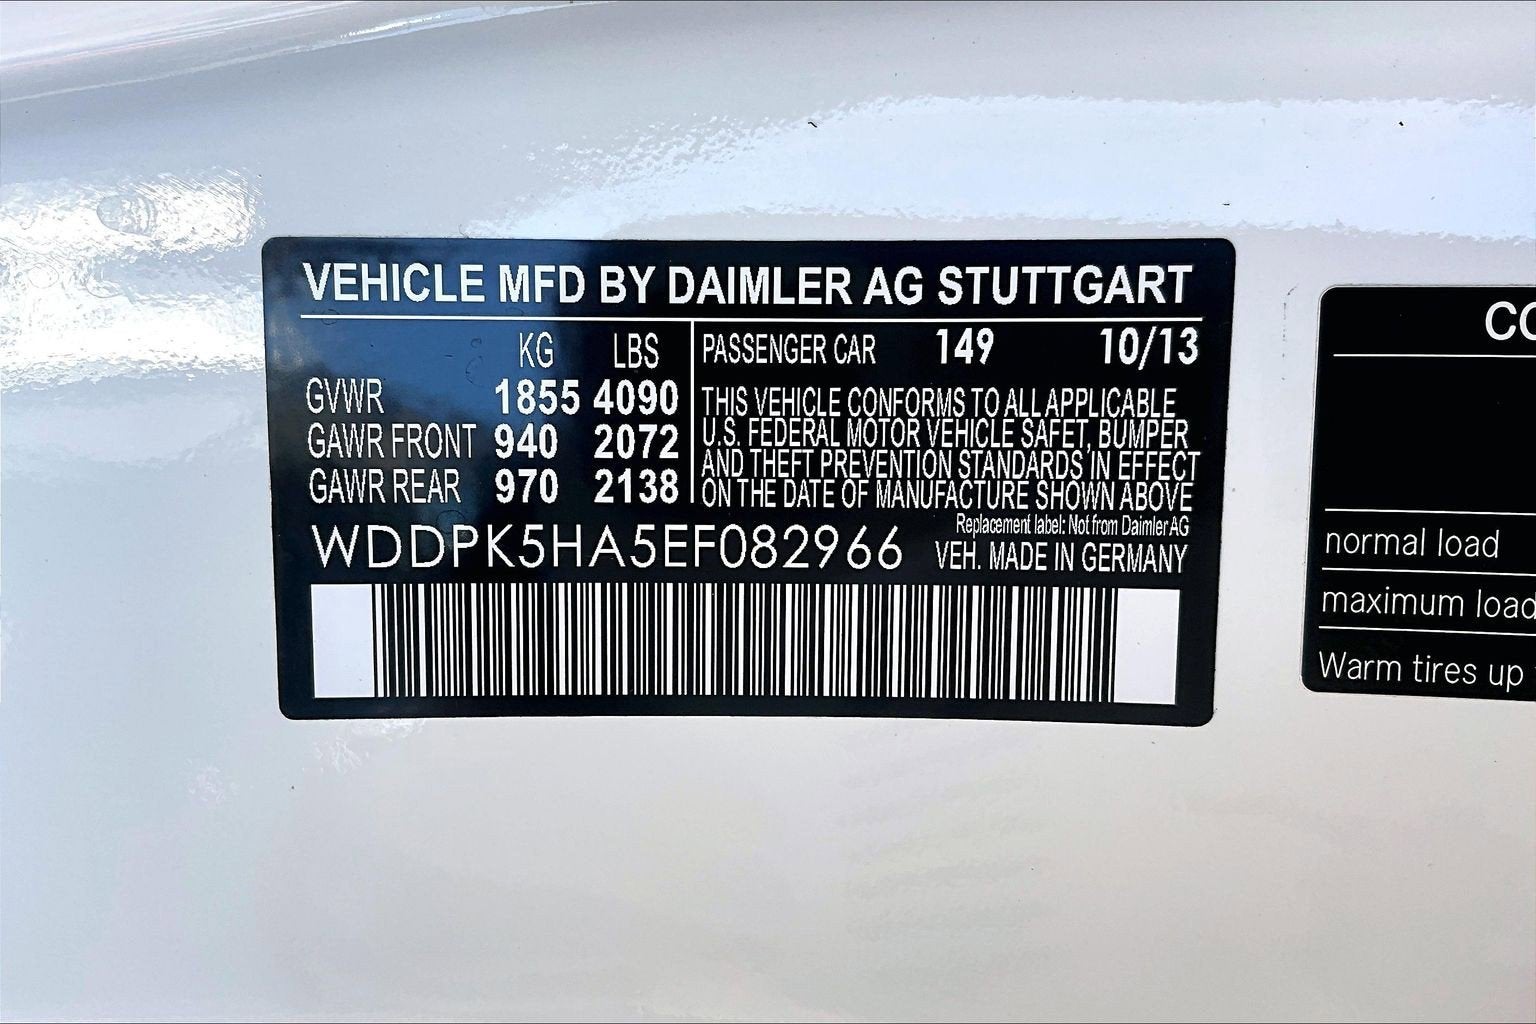 VEHICLE MFD BY DAIMLER AG STUTTGART
KG LBS
GVWR 1855 4090
GAWR FRONT 940 2072
GAWR REAR 970 2138
PASSENGER CAR 149 10/13
THIS VEHICLE CONFORMS TO ALL APPLICABLE
U.S. FEDERAL MOTOR VEHICLE SAFET, BUMPER
AND THEFT PREVENTION STANDARDS IN EFFECT
ON THE DATE OF MANUFACTURE SHOWN ABOVE
Replacement label: Not from Daimler AG
WDDPK5HA5EF082966
VEH. MADE IN GERMANY
CO
normal load
maximum load
Warm tires up